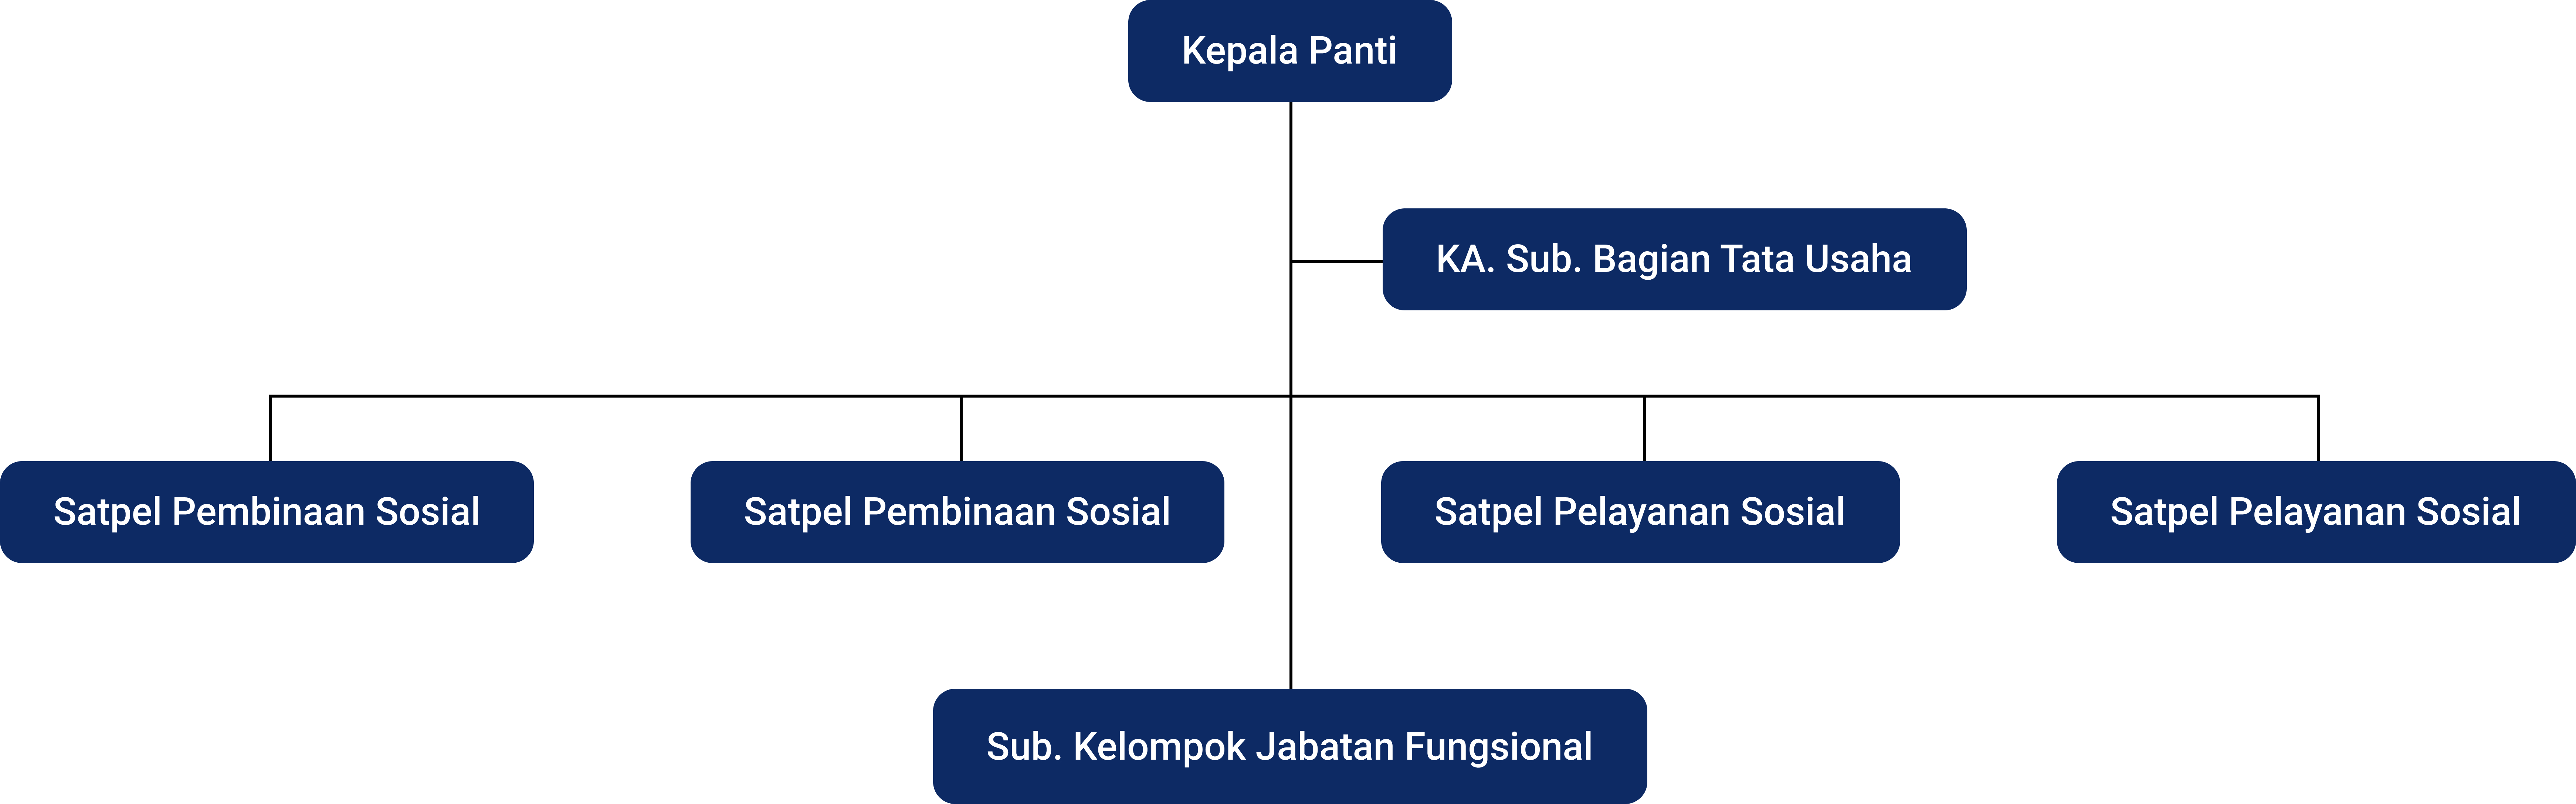 Kepala Panti
KA. Sub. Bagian Tata Usaha
Satpel Pembinaan Sosial
Satpel Pembinaan Sosial
Satpel Pelayanan Sosial
Satpel Pelayanan Sosial
Sub. Kelompok Jabatan Fungsional